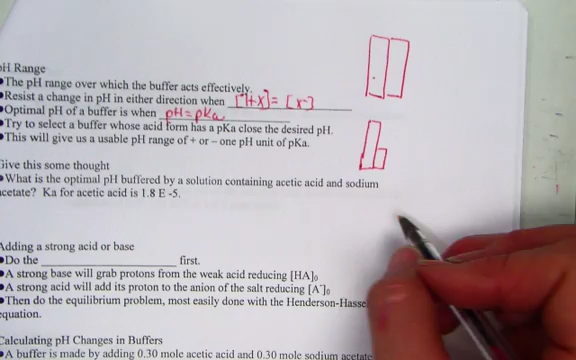 pH Range
•The pH range over which the buffer acts effectively.
•Resist a change in pH in either direction when [HX]=[X-]
•Optimal pH of a buffer is when pH=pKa
•Try to select a buffer whose acid form has a pKa close the desired pH.
•This will give us a usable pH range of + or – one pH unit of pKa.
Give this some thought
•What is the optimal pH buffered by a solution containing acetic acid and sodium
acetate? Ka for acetic acid is 1.8 E -5.
Adding a strong acid or base
•Do the ____________________ first.
•A strong base will grab protons from the weak acid reducing [HA]₀
•A strong acid will add its proton to the anion of the salt reducing [A⁻]₀
•Then do the equilibrium problem, most easily done with the Henderson-Hasse
equation.
Calculating pH Changes in Buffers
•A buffer is made by adding 0.30 mole acetic acid and 0.30 mole sodium acetate